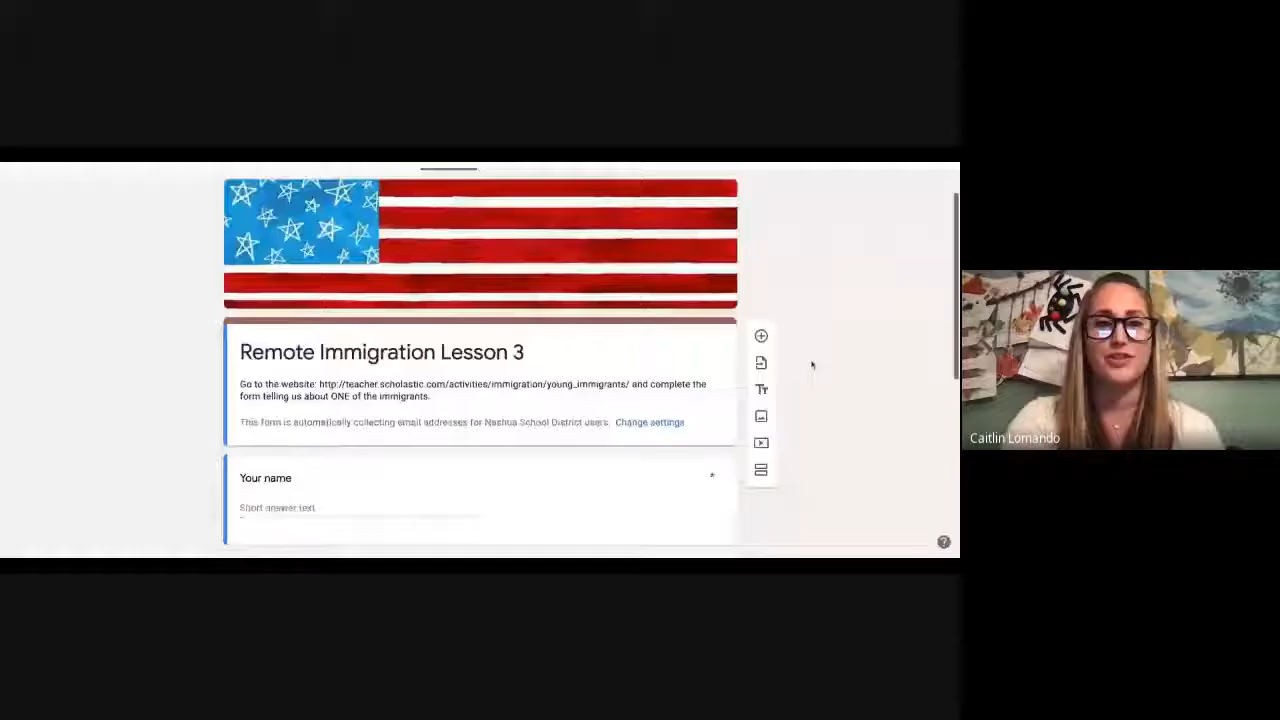 Remote Immigration Lesson 3
Go to the website: http://teacher.scholastic.com/activities/immigration/young_immigrants/ and complete the
form telling us about ONE of the immigrants.
This form is automatically collecting email addresses for Nashua School District users. Change settings
Your name *
Short answer text
Tт
?
Caitlin Lomando